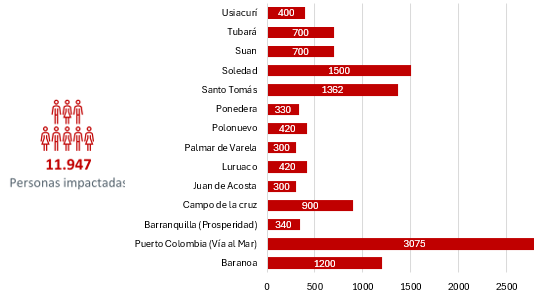 Usiacurí 400
Tubará 700
Suan 700
Soledad 1500
Santo Tomás 1362
Ponedera 330
Polonuevo 420
Palmar de Varela 300
Luruaco 420
Juan de Acosta 300
Campo de la cruz 900
Barranquilla (Prosperidad) 340
Puerto Colombia (Vía al Mar) 3075
Baranoa 1200
0 500 1000 1500 2000 2500
11.947
Personas impactadas